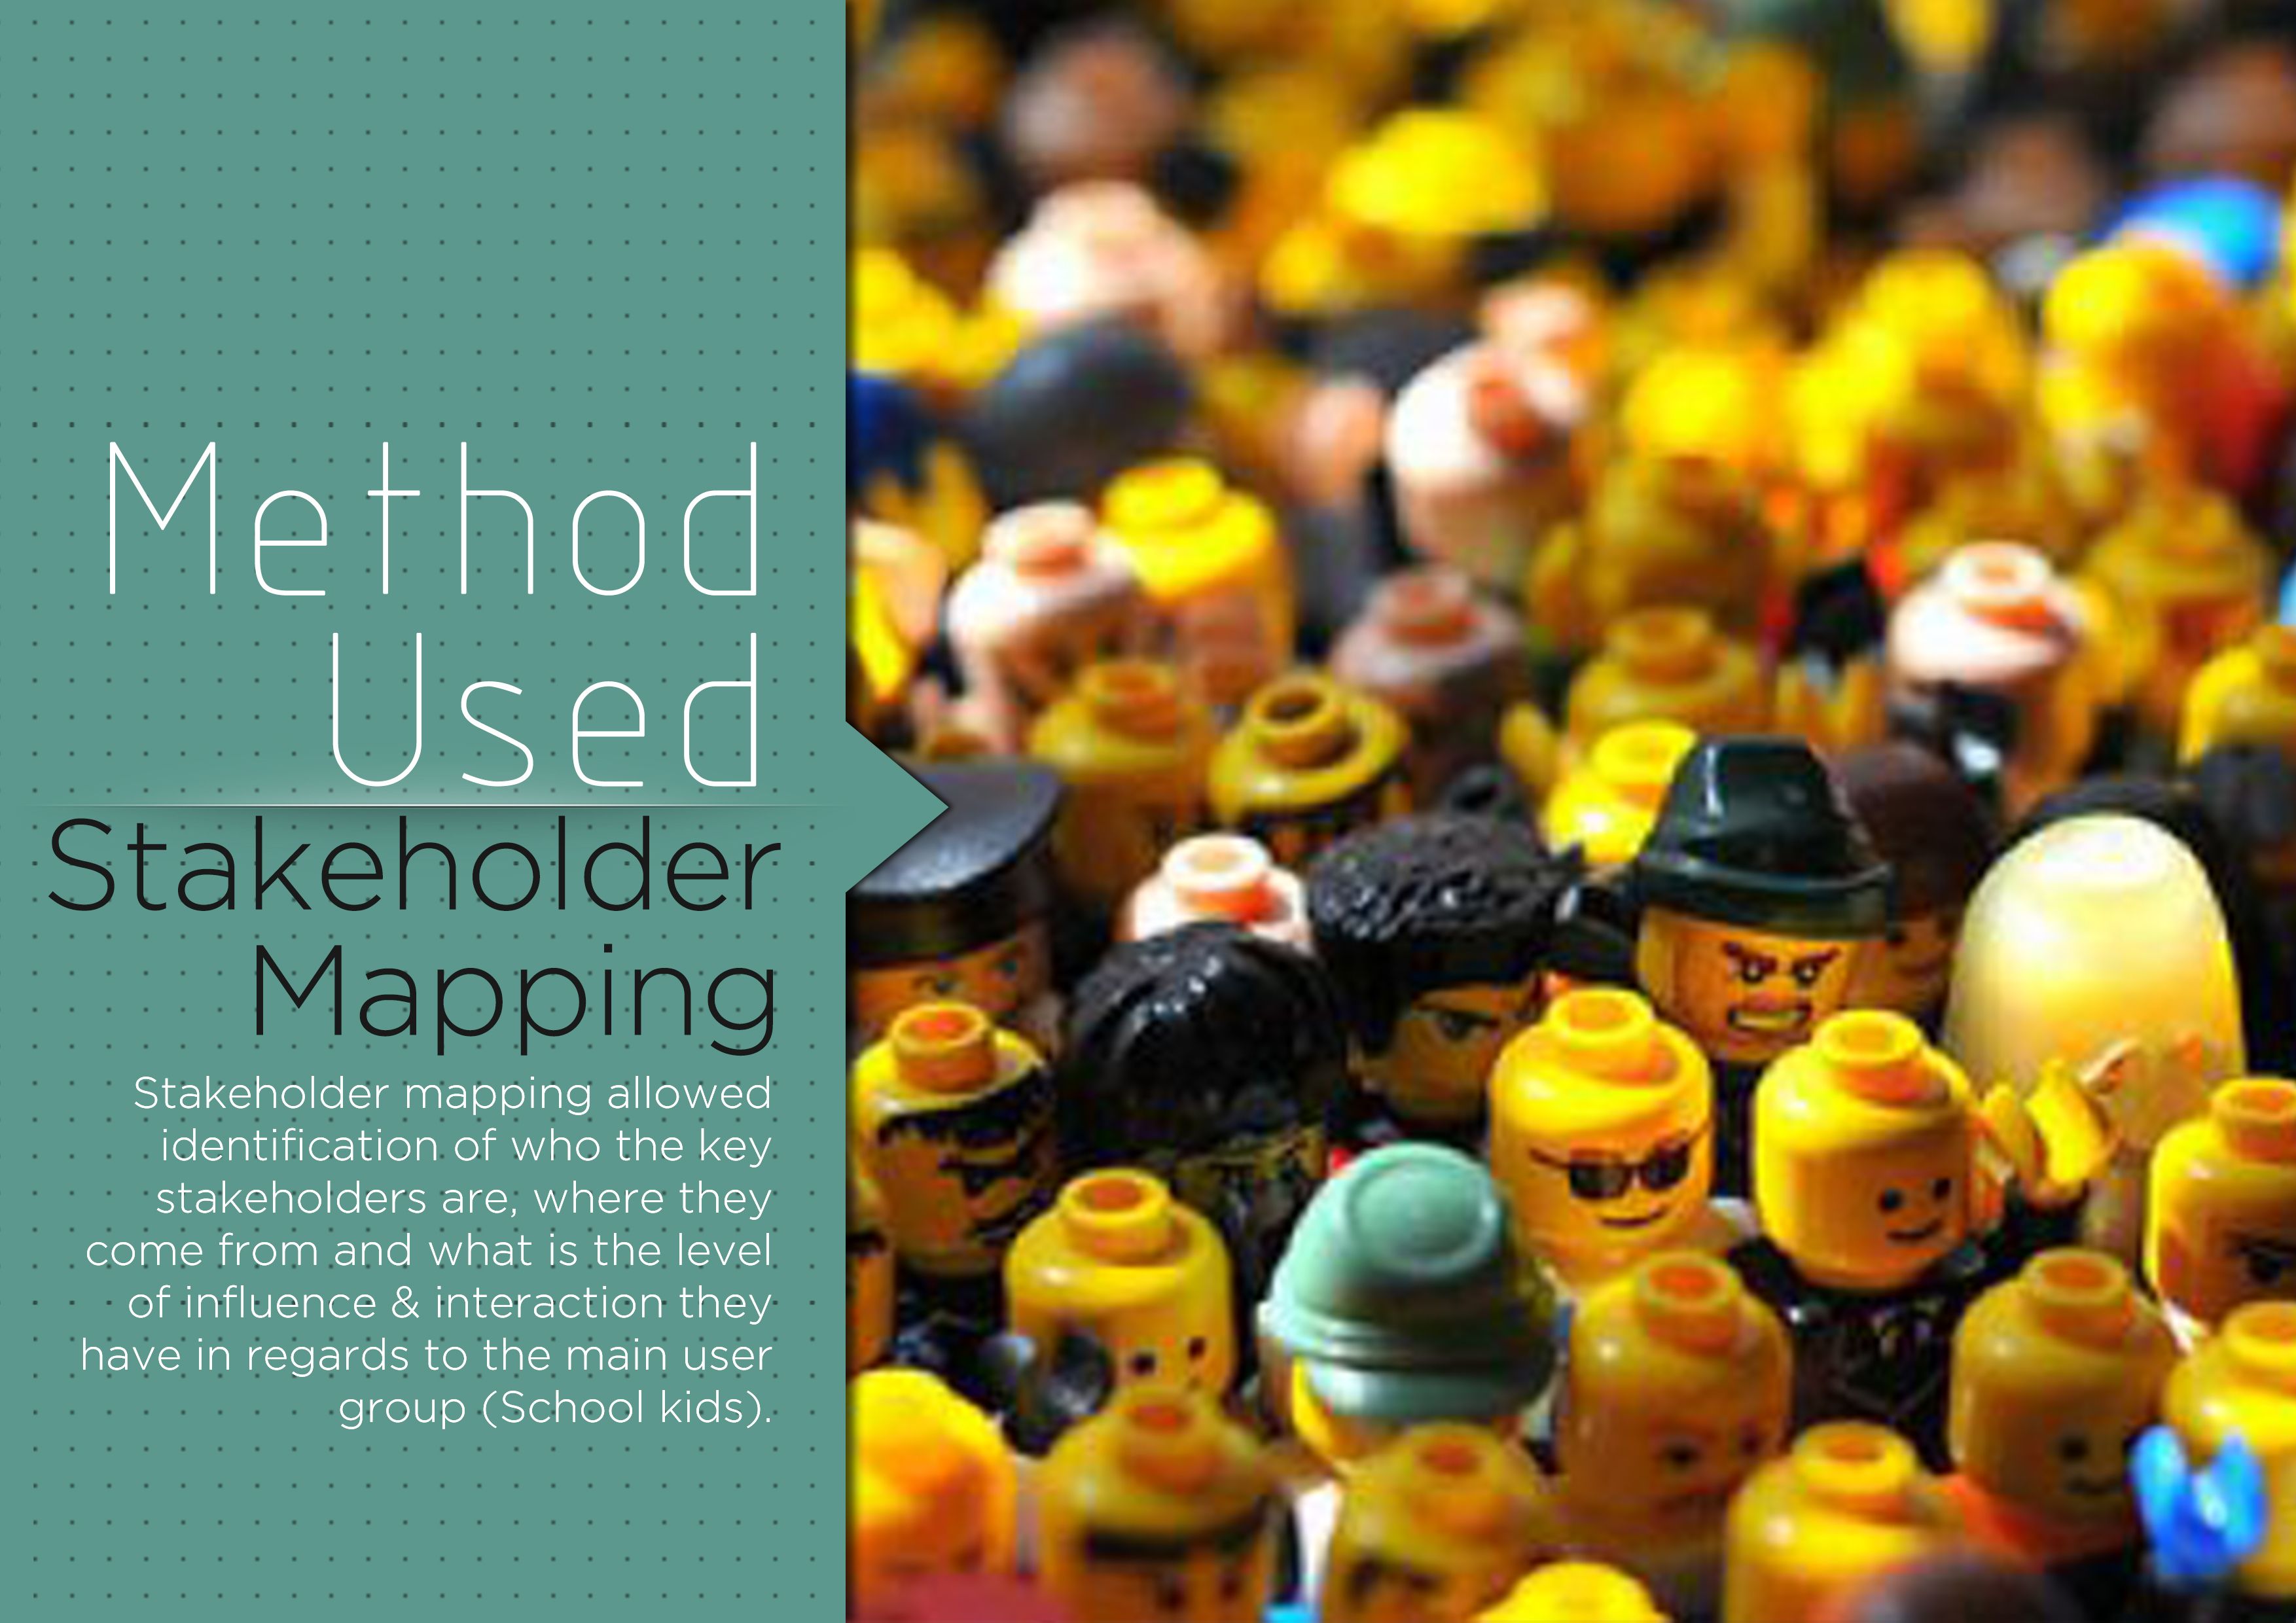 Method
Used
Stakeholder
Mapping
Stakeholder mapping allowed
identification of who the key
stakeholders are, where they
come from and what is the level
of influence & interaction they
have in regards to the main user
group (School kids).